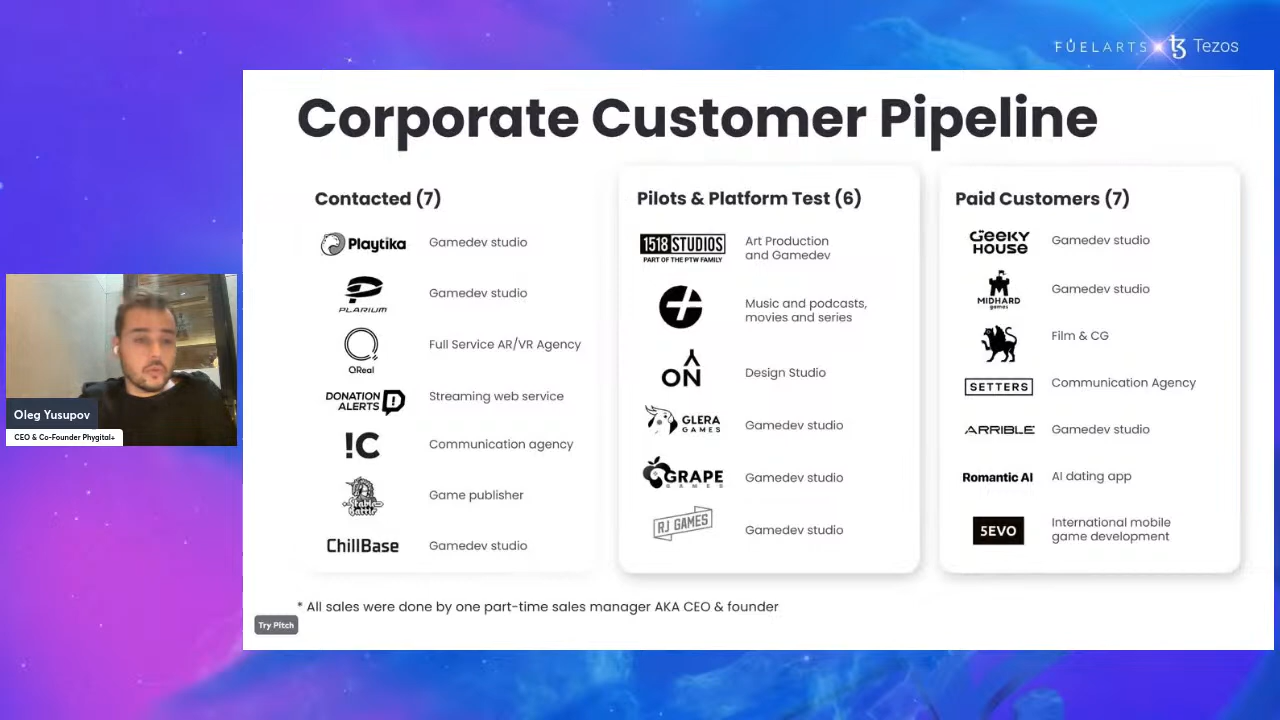 FUELARTS Tezos
Corporate Customer Pipeline
Contacted (7)
Playtika Gamedev studio
PLARIUM Gamedev studio
QReal Full Service AR/VR Agency
DONATION ALERTS Streaming web service
!C Communication agency
Game publisher
ChillBase Gamedev studio
Pilots & Platform Test (6)
1518 STUDIOS
PART OF THE PTW FAMILY
Art Production
and Gamedev
Music and podcasts,
movies and series
ON Design Studio
GLERA
GAMES
Gamedev studio
GRAPE
GAMES
Gamedev studio
RJ GAMES Gamedev studio
Paid Customers (7)
GEEKY
HOUSE
Gamedev studio
MIDHARD
games
Gamedev studio
Film & CG
SETTERS Communication Agency
ARRIBLE Gamedev studio
Romantic AI AI dating app
5EVO
International mobile
game development
* All sales were done by one part-time sales manager AKA CEO & founder
Try Pitch
Oleg Yusupov
CEO & Co-Founder Phygital+